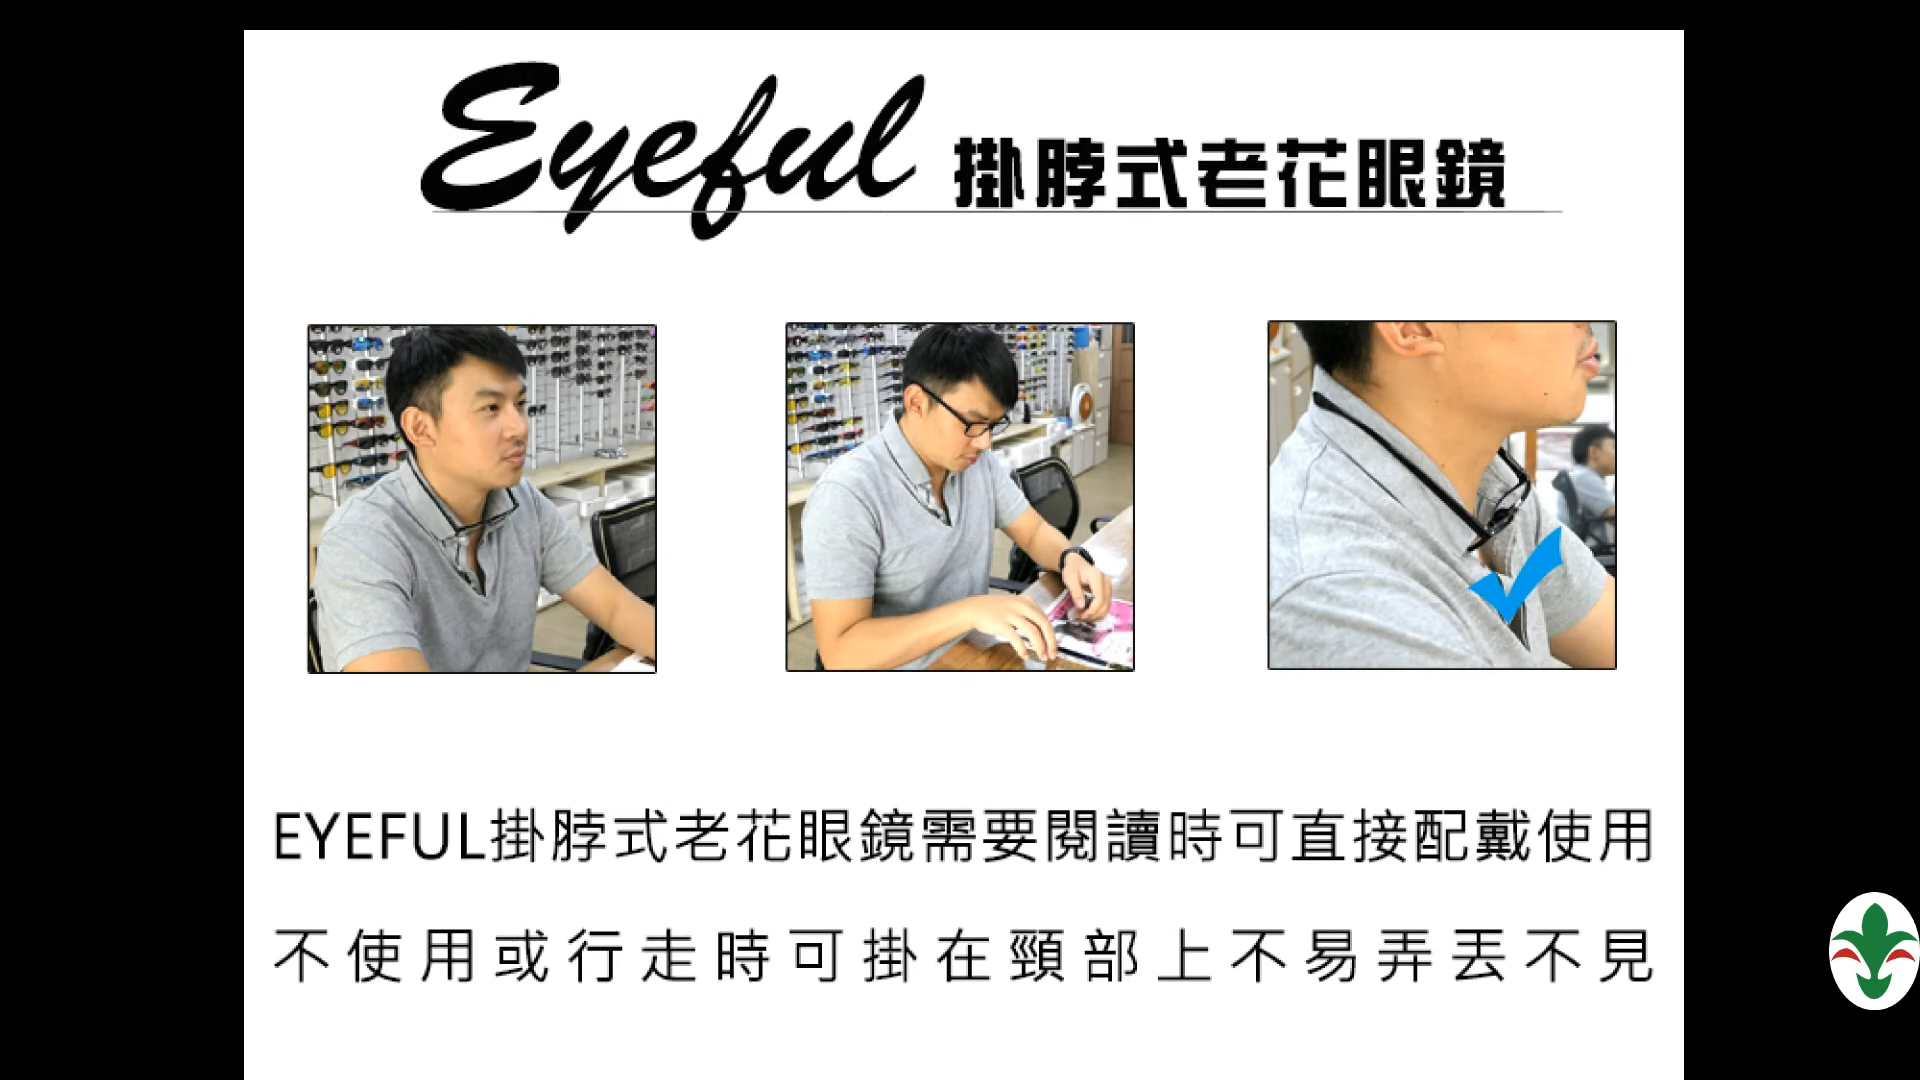 Eyeful 掛脖式老花眼鏡
EYEFUL掛脖式老花眼鏡需要閱讀時可直接配戴使用
不使用或行走時可掛在頸部上不易弄丟不見